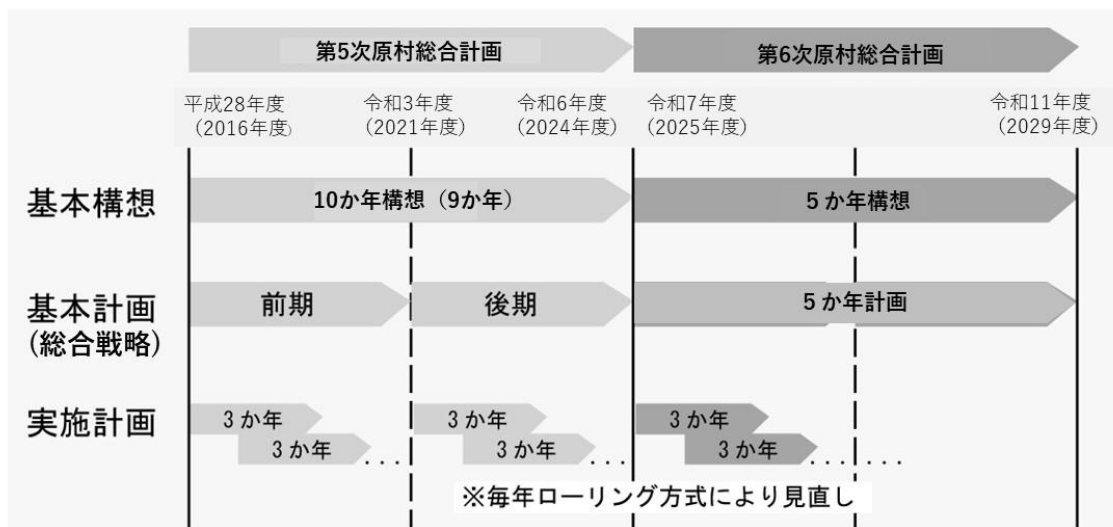 第5次原村総合計画
第6次原村総合計画
平成28年度
(2016年度)
令和3年度
(2021年度)
令和6年度
(2024年度)
令和7年度
(2025年度)
令和11年度
(2029年度)
基本構想
10か年構想（9か年）
５か年構想
基本計画
(総合戦略)
前期
後期
５か年計画
実施計画
３か年
３か年
....
３か年
３か年
...
３か年
３か年
......
※毎年ローリング方式により見直し